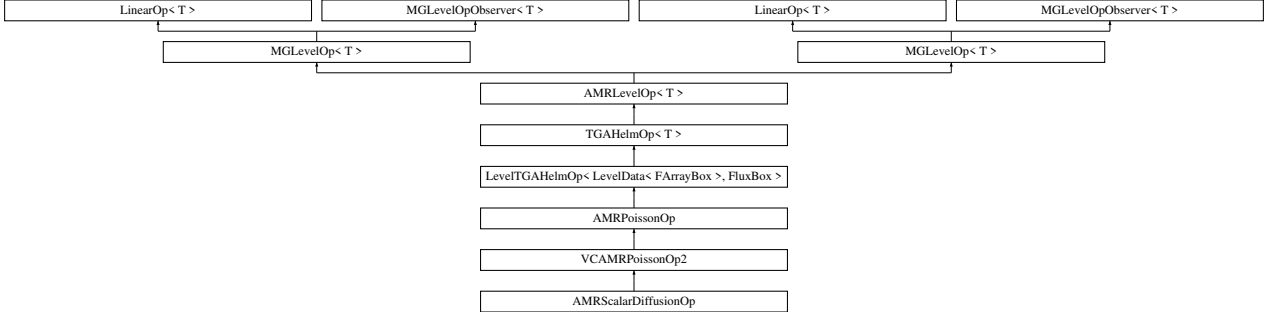 LinearOp< T >
MGLevelOpObserver< T >
LinearOp< T >
MGLevelOpObserver< T >
MGLevelOp< T >
MGLevelOp< T >
AMRLevelOp< T >
TGAHelmOp< T >
LevelTGAHelmOp< LevelData< FArrayBox >, FluxBox >
AMRPoissonOp
VCAMRPoissonOp2
AMRScalarDiffusionOp